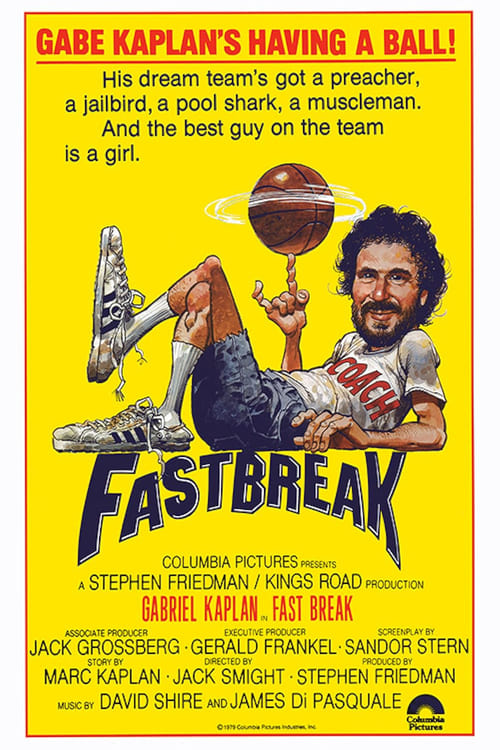 GABE KAPLAN'S HAVING A BALL!
His dream team's got a preacher,
a jailbird, a pool shark, a muscleman.
And the best guy on the team
is a girl.
COACH
FASTBREAK
COLUMBIA PICTURES PRESENTS
A STEPHEN FRIEDMAN / KINGS ROAD PRODUCTION
GABRIEL KAPLAN IN FAST BREAK
ASSOCIATE PRODUCER EXECUTIVE PRODUCER SCREENPLAY BY
JACK GROSSBERG · GERALD FRANKEL · SANDOR STERN
STORY BY DIRECTED BY PRODUCED BY
MARC KAPLAN · JACK SMIGHT · STEPHEN FRIEDMAN
MUSIC BY DAVID SHIRE AND JAMES Di PASQUALE
Columbia
Pictures
© 1979 Columbia Pictures Industries, Inc.